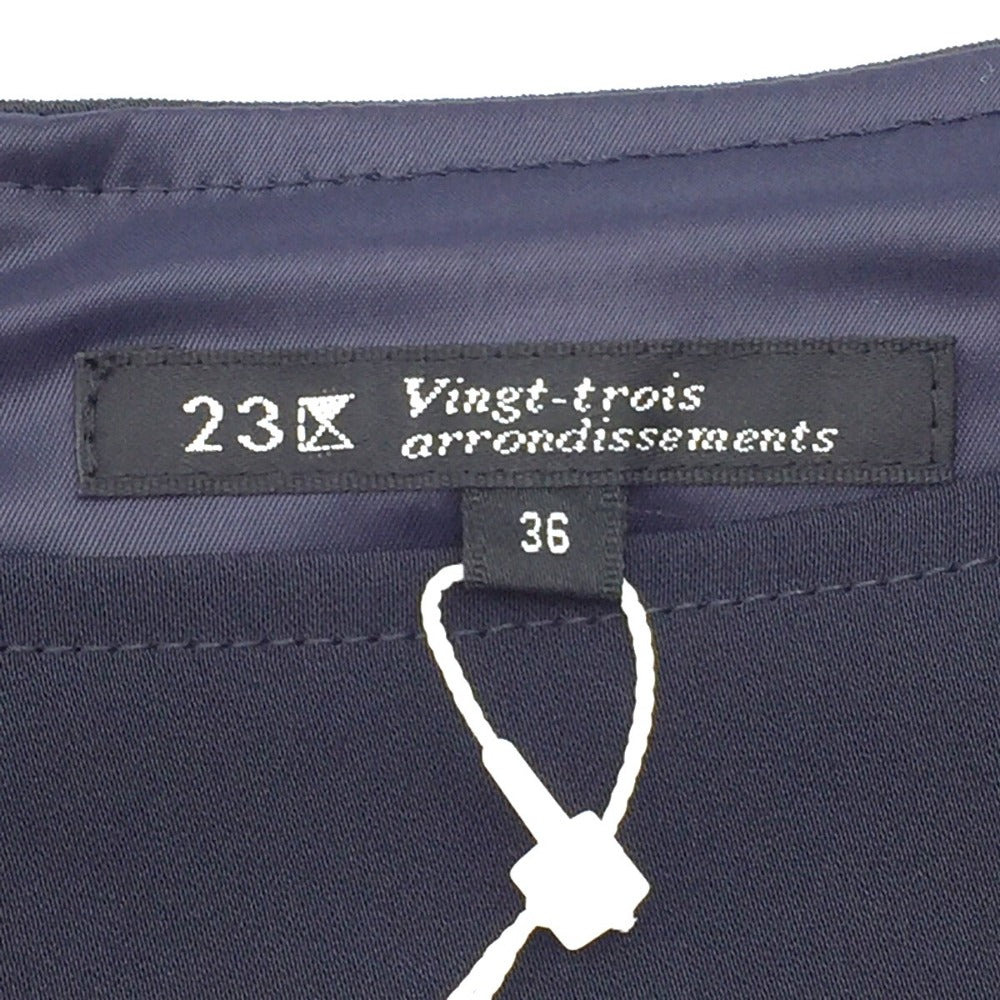 23区 Vingt-trois
arrondissements
36